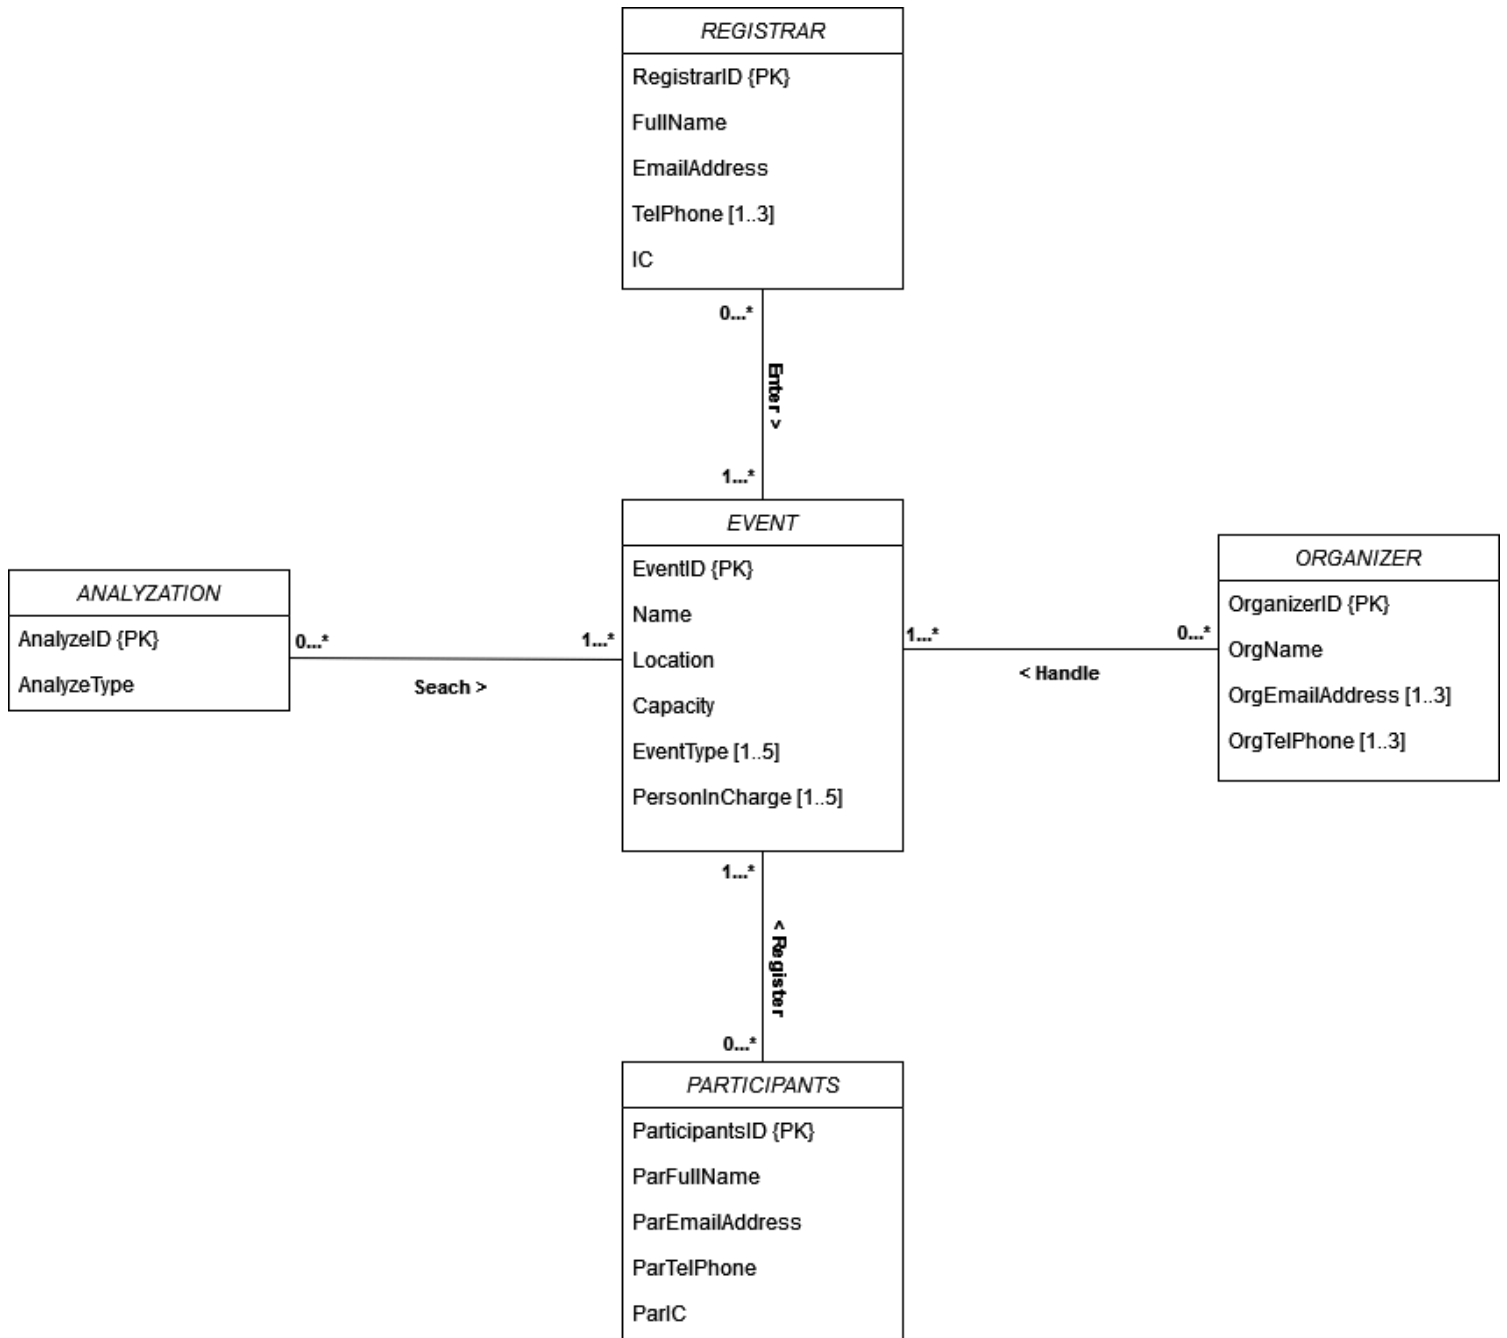 REGISTRAR
RegistrarID {PK}
FullName
EmailAddress
TelPhone [1..3]
IC
0...*
Enter >
1...*
EVENT
EventID {PK}
Name
Location
Capacity
EventType [1..5]
PersonInCharge [1..5]
ANALYZATION
AnalyzeID {PK}
AnalyzeType
0...*
1...*
Seach >
1...*
0...*
< Handle
ORGANIZER
OrganizerID {PK}
OrgName
OrgEmailAddress [1..3]
OrgTelPhone [1..3]
1...*
< Register
0...*
PARTICIPANTS
ParticipantsID {PK}
ParFullName
ParEmailAddress
ParTelPhone
ParIC